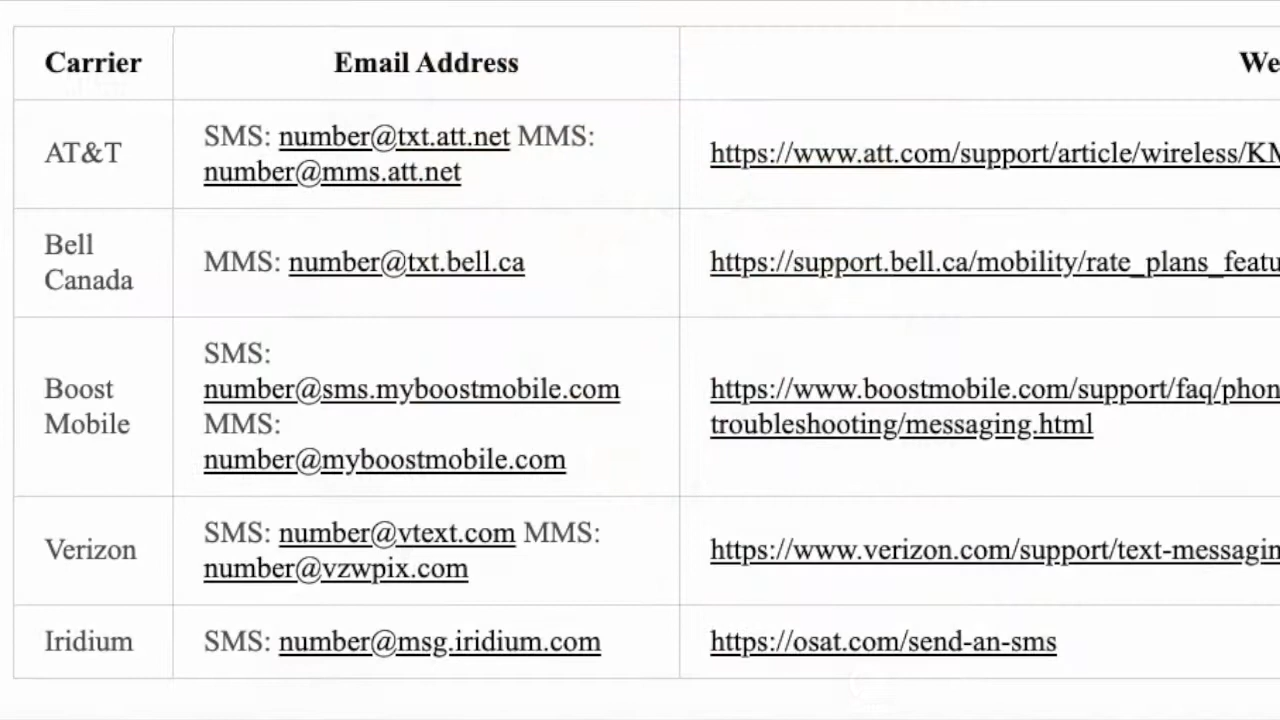 Carrier
Email Address
We
AT&T
SMS: number@txt.att.net MMS:
number@mms.att.net
https://www.att.com/support/article/wireless/KM
Bell
Canada
MMS: number@txt.bell.ca
https://support.bell.ca/mobility/rate_plans_featu
Boost
Mobile
SMS:
number@sms.myboostmobile.com
MMS:
number@myboostmobile.com
https://www.boostmobile.com/support/faq/phon
troubleshooting/messaging.html
Verizon
SMS: number@vtext.com MMS:
number@vzwpix.com
https://www.verizon.com/support/text-messagin
Iridium
SMS: number@msg.iridium.com
https://osat.com/send-an-sms